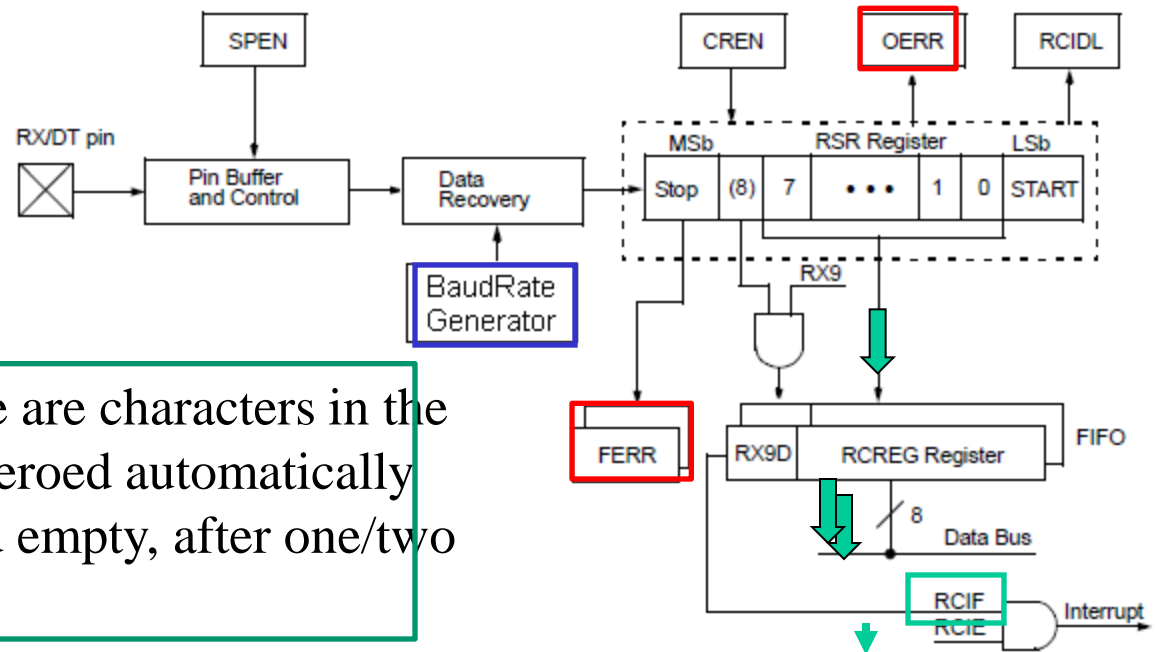 SPEN
CREN
OERR
RCIDL
RX/DT pin
MSb
RSR Register
LSb
Pin Buffer
and Control
Data
Recovery
Stop
(8)
7
• • •
1
0
START
RX9
BaudRate
Generator
e are characters in the
eroed automatically
empty, after one/two
FERR
RX9D
RCREG Register
FIFO
8
Data Bus
RCIF
RCIE
Interrupt